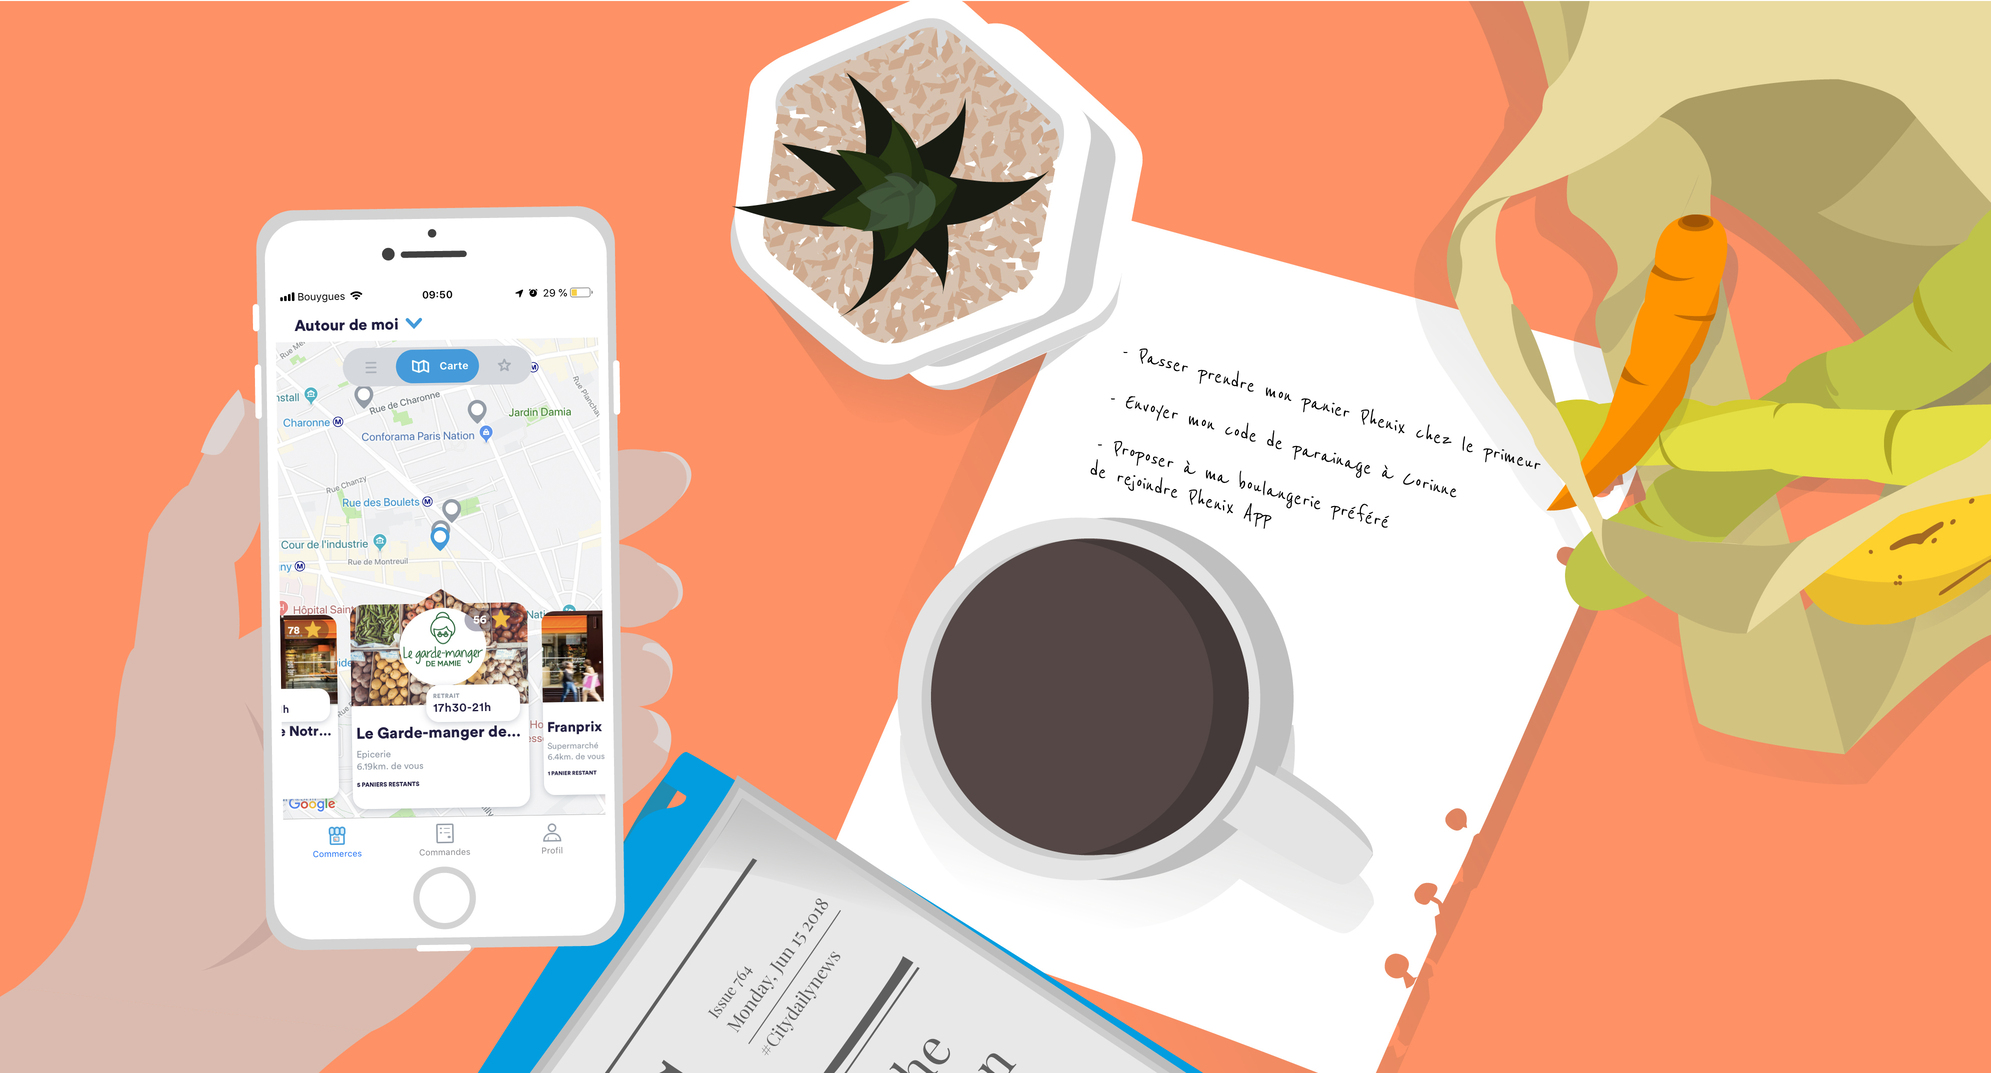 Bouygues
09:50
29 %
Autour de moi
Carte
Rue de Charonne
Jardin Damia
Charonne M
Conforama Paris Nation
Rue Chanzy
Rue des Boulets M
Cour de l'industrie
Rue de Montreuil
Hôpital Saint
78
56
Le garde-manger
DE MAMIE
RETRAIT
17h30-21h
h
e Notr...
Le Garde-manger de...
Epicerie
6.19km. de vous
5 PANIERS RESTANTS
Franprix
Supermarché
6.4km. de vous
1 PANIER RESTANT
Google
Commerces
Commandes
Profil
- Passer prendre mon panier Phenix chez le primeur
- Envoyer mon code de parainage à Corinne
- Proposer à ma boulangerie préféré
de rejoindre Phenix App
Issue 764
Monday, Jun 15 2018
#Citydailynews
he
n